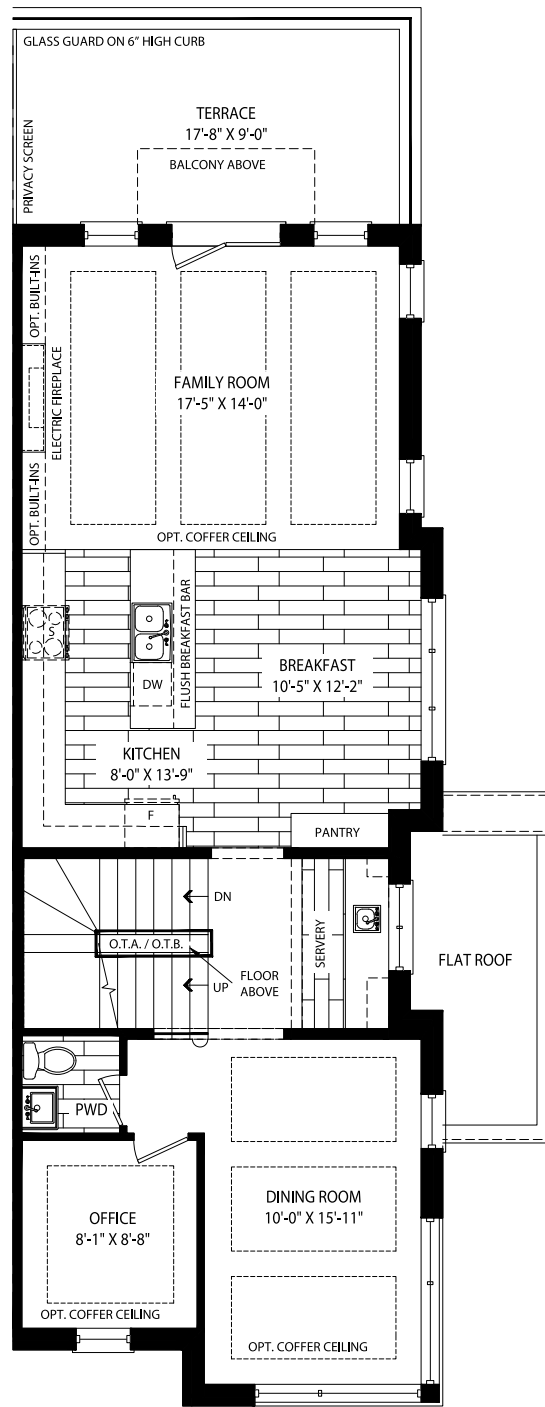 GLASS GUARD ON 6" HIGH CURB
PRIVACY SCREEN
TERRACE
17'-8" X 9'-0"
BALCONY ABOVE
OPT. BUILT-INS
ELECTRIC FIREPLACE
OPT. BUILT-INS
FAMILY ROOM
17'-5" X 14'-0"
OPT. COFFER CEILING
S
FLUSH BREAKFAST BAR
DW
BREAKFAST
10'-5" X 12'-2"
KITCHEN
8'-0" X 13'-9"
F
PANTRY
DN
O.T.A. / O.T.B.
UP
FLOOR
ABOVE
SERVERY
FLAT ROOF
PWD
OFFICE
8'-1" X 8'-8"
OPT. COFFER CEILING
DINING ROOM
10'-0" X 15'-11"
OPT. COFFER CEILING